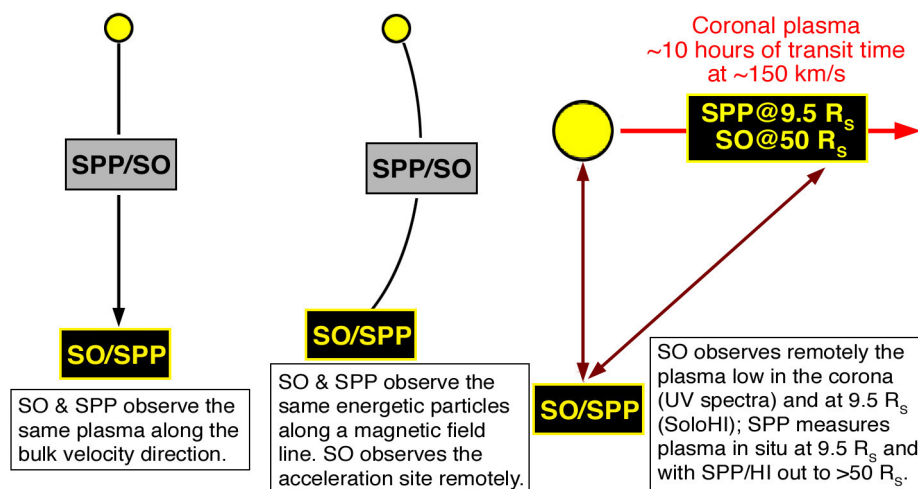 SPP/SO
SO/SPP
SO & SPP observe the
same plasma along the
bulk velocity direction.
SPP/SO
SO/SPP
SO & SPP observe the
same energetic particles
along a magnetic field
line. SO observes the
acceleration site remotely.
Coronal plasma
~10 hours of transit time
at ~150 km/s
SPP@9.5 Rₛ
SO@50 Rₛ
SO/SPP
SO observes remotely the
plasma low in the corona
(UV spectra) and at 9.5 Rₛ
(SoloHI); SPP measures
plasma in situ at 9.5 Rₛ and
with SPP/HI out to >50 Rₛ.